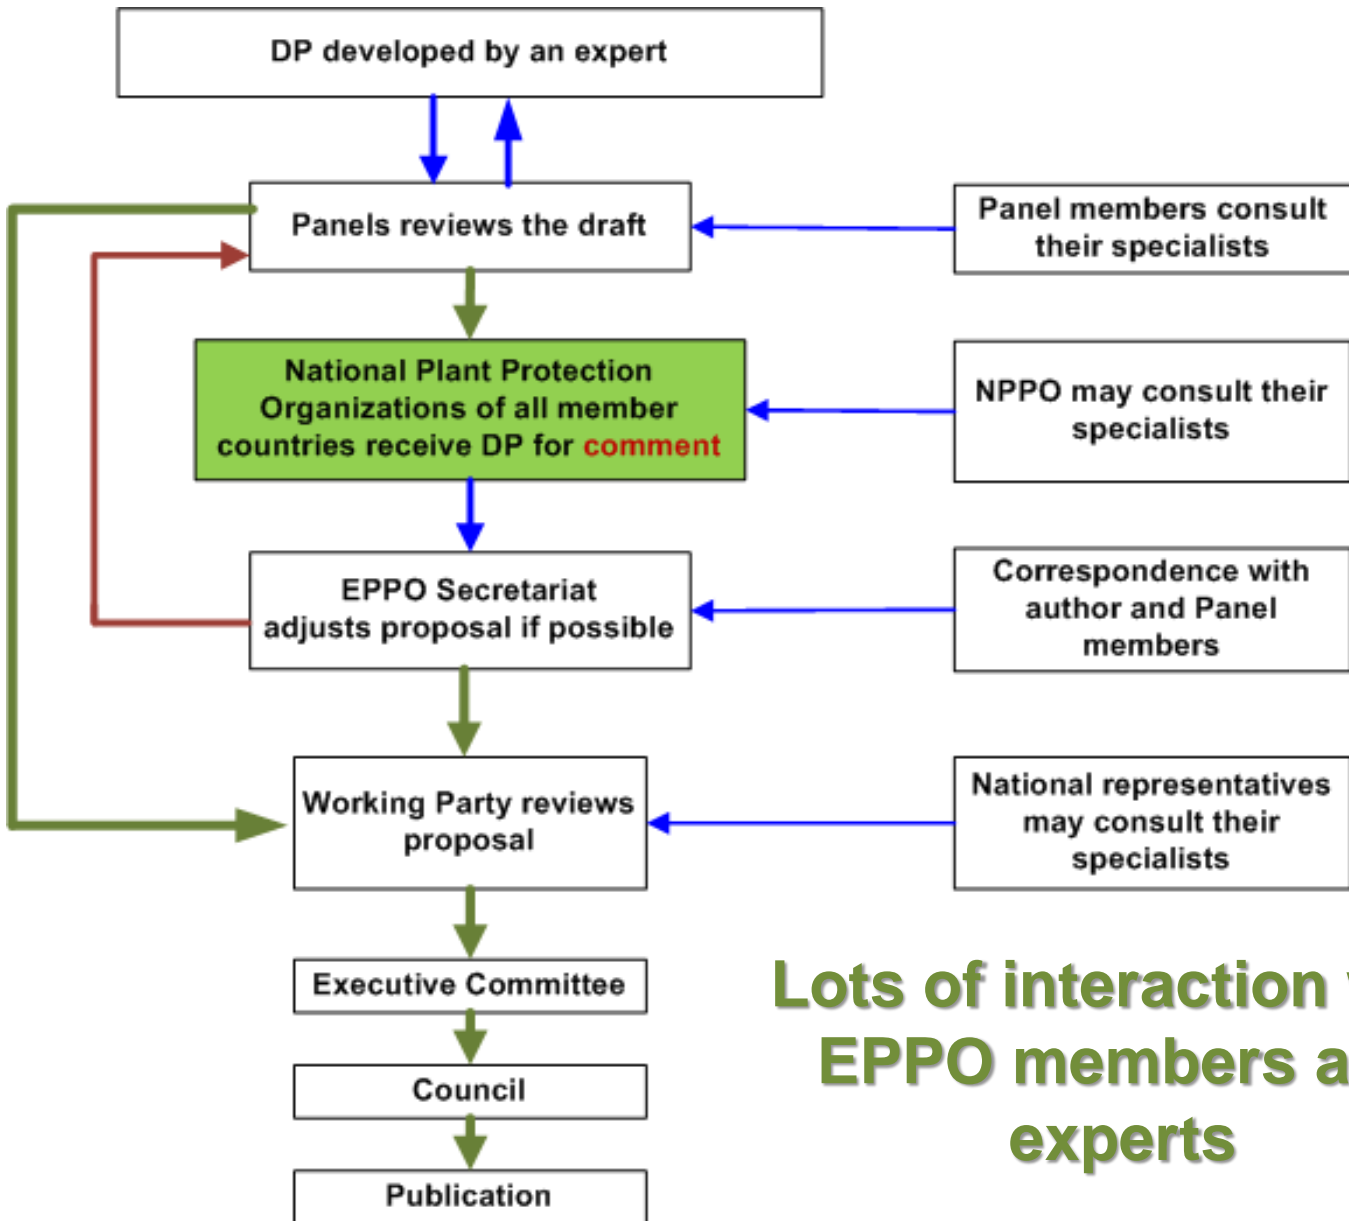 DP developed by an expert
Panels reviews the draft
Panel members consult
their specialists
National Plant Protection
Organizations of all member
countries receive DP for comment
NPPO may consult their
specialists
EPPO Secretariat
adjusts proposal if possible
Correspondence with
author and Panel
members
Working Party reviews
proposal
National representatives
may consult their
specialists
Executive Committee
Council
Publication
Lots of interaction
EPPO members
experts